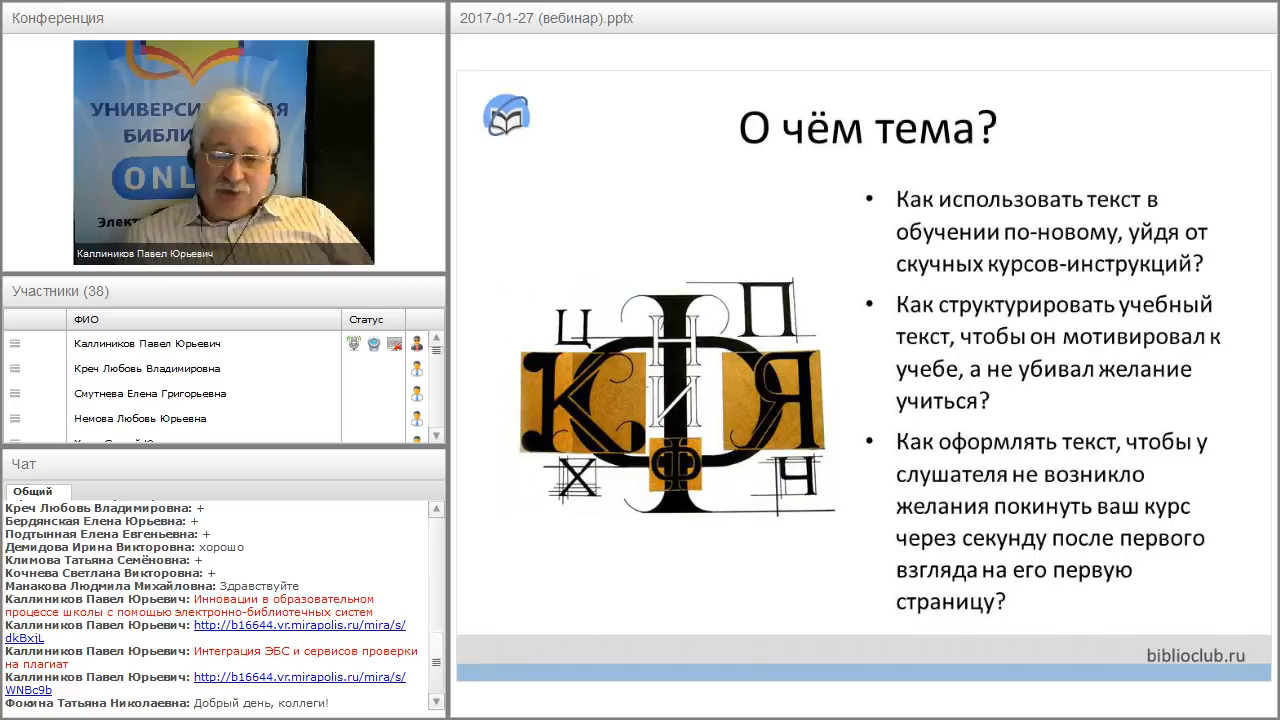 Конференция
УНИВЕРСИ АЯ
БИБЛИ
ONL
Элект
Каллиников Павел Юрьевич
Участники (38)
ФИО
Статус
Каллиников Павел Юрьевич
Креч Любовь Владимировна
Смутнева Елена Григорьевна
Немова Любовь Юрьевна
Чат
Общий
Креч Любовь Владимировна: +
Бердянская Елена Юрьевна: +
Подтынная Елена Евгеньевна: +
Демидова Ирина Викторовна: хорошо
Климова Татьяна Семёновна: +
Кочнева Светлана Викторовна: +
Манакова Людмила Михайловна: Здравствуйте
Каллиников Павел Юрьевич: Инновации в образовательном
процессе школы с помощью электронно-библиотечных систем
Каллиников Павел Юрьевич: http://b16644.vr.mirapolis.ru/mira/s/
dkBxjL
Каллиников Павел Юрьевич: Интеграция ЭБС и сервисов проверки
на плагиат
Каллиников Павел Юрьевич: http://b16644.vr.mirapolis.ru/mira/s/
WNBc9b
Фокина Татьяна Николаевна: Добрый день, коллеги!
2017-01-27 (вебинар).pptx
О чём тема?
Ц П
К Н И Я
Ф
Х Ч
• Как использовать текст в
обучении по-новому, уйдя от
скучных курсов-инструкций?
• Как структурировать учебный
текст, чтобы он мотивировал к
учебе, а не убивал желание
учиться?
• Как оформлять текст, чтобы у
слушателя не возникло
желания покинуть ваш курс
через секунду после первого
взгляда на его первую
страницу?
biblioclub.ru